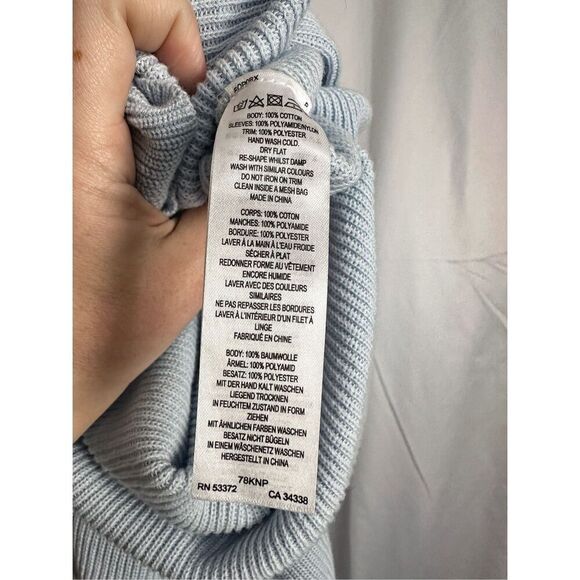 BODY: 100% COTTON
SLEEVES: 100% POLYAMIDE/NYLON
TRIM: 100% POLYESTER
HAND WASH COLD.
DRY FLAT
RE-SHAPE WHILST DAMP
WASH WITH SIMILAR COLOURS
DO NOT IRON ON TRIM
CLEAN INSIDE A MESH BAG
MADE IN CHINA
CORPS: 100% COTON
MANCHES: 100% POLYAMIDE
BORDURE: 100% POLYESTER
LAVER À LA MAIN À L'EAU FROIDE
SÉCHER À PLAT
REDONNER FORME AU VÊTEMENT
ENCORE HUMIDE
LAVER AVEC DES COULEURS
SIMILAIRES
NE PAS REPASSER LES BORDURES
LAVER À L'INTÉRIEUR D'UN FILET À
LINGE
FABRIQUÉ EN CHINE
BODY: 100% BAUMWOLLE
ÄRMEL: 100% POLYAMID
BESATZ: 100% POLYESTER
MIT DER HAND KALT WASCHEN
LIEGEND TROCKNEN
IN FEUCHTEM ZUSTAND IN FORM
ZIEHEN
MIT ÄHNLICHEN FARBEN WASCHEN
BESATZ NICHT BÜGELN
IN EINEM WÄSCHENETZ WASCHEN
HERGESTELLT IN CHINA
78KNP
RN 53372 CA 34338